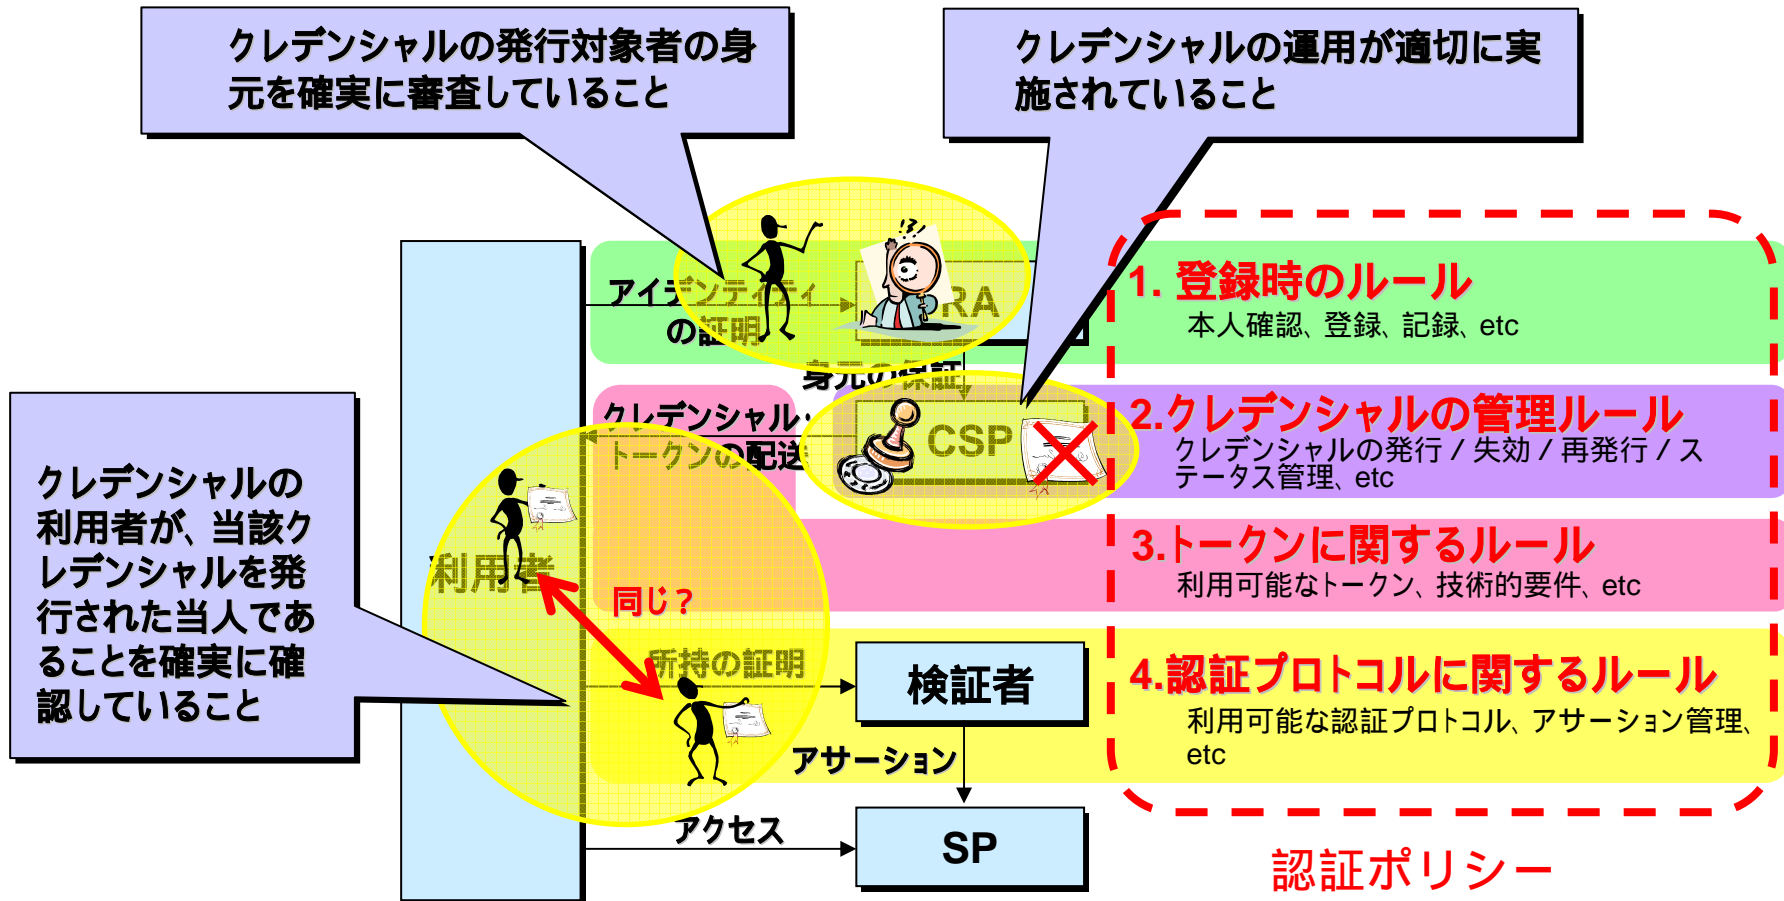 クレデンシャルの発行対象者の身
元を確実に審査していること
クレデンシャルの運用が適切に実
施されていること
クレデンシャルの
利用者が、当該ク
レデンシャルを発
行された当人であ
ることを確実に確
認していること
利用者
アイデンティティ
の証明
RA
身元の保証
クレデンシャル・
トークンの配送
CSP
同じ？
所持の証明
検証者
アサーション
アクセス
SP
1. 登録時のルール
本人確認、登録、記録、etc
2.クレデンシャルの管理ルール
クレデンシャルの発行 / 失効 / 再発行 / ス
テータス管理、etc
3.トークンに関するルール
利用可能なトークン、技術的要件、etc
4.認証プロトコルに関するルール
利用可能な認証プロトコル、アサーション管理、
etc
認証ポリシー
!?!